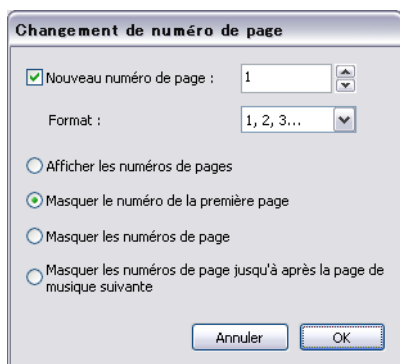 Changement de numéro de page
Nouveau numéro de page : 1
Format : 1, 2, 3...
Afficher les numéros de pages
Masquer le numéro de la première page
Masquer les numéros de page
Masquer les numéros de page jusqu'à après la page de
musique suivante
Annuler OK